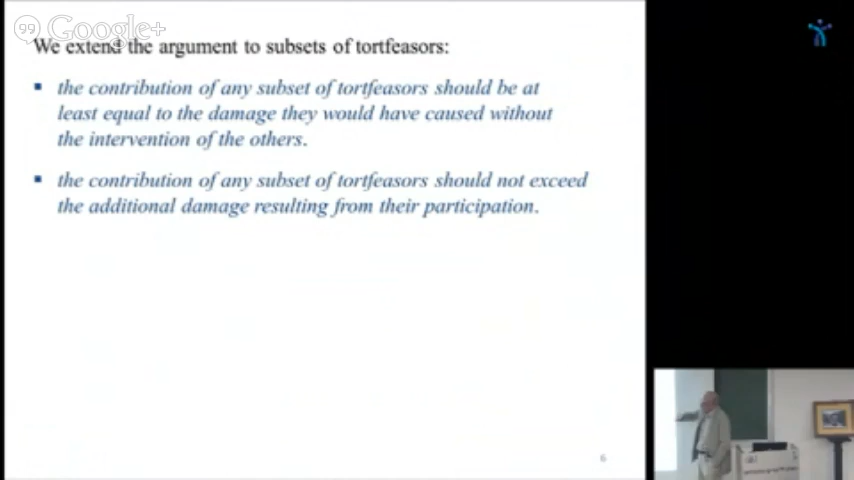 Google+
We extend the argument to subsets of tortfeasors:
the contribution of any subset of tortfeasors should be at
least equal to the damage they would have caused without
the intervention of the others.
the contribution of any subset of tortfeasors should not exceed
the additional damage resulting from their participation.
6